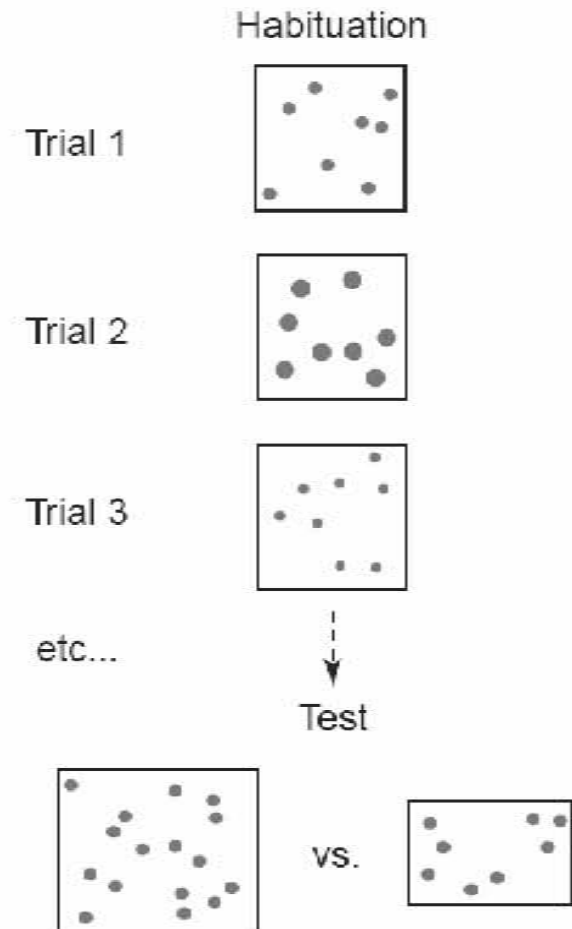 Habituation
Trial 1
Trial 2
Trial 3
etc...
Test
vs.